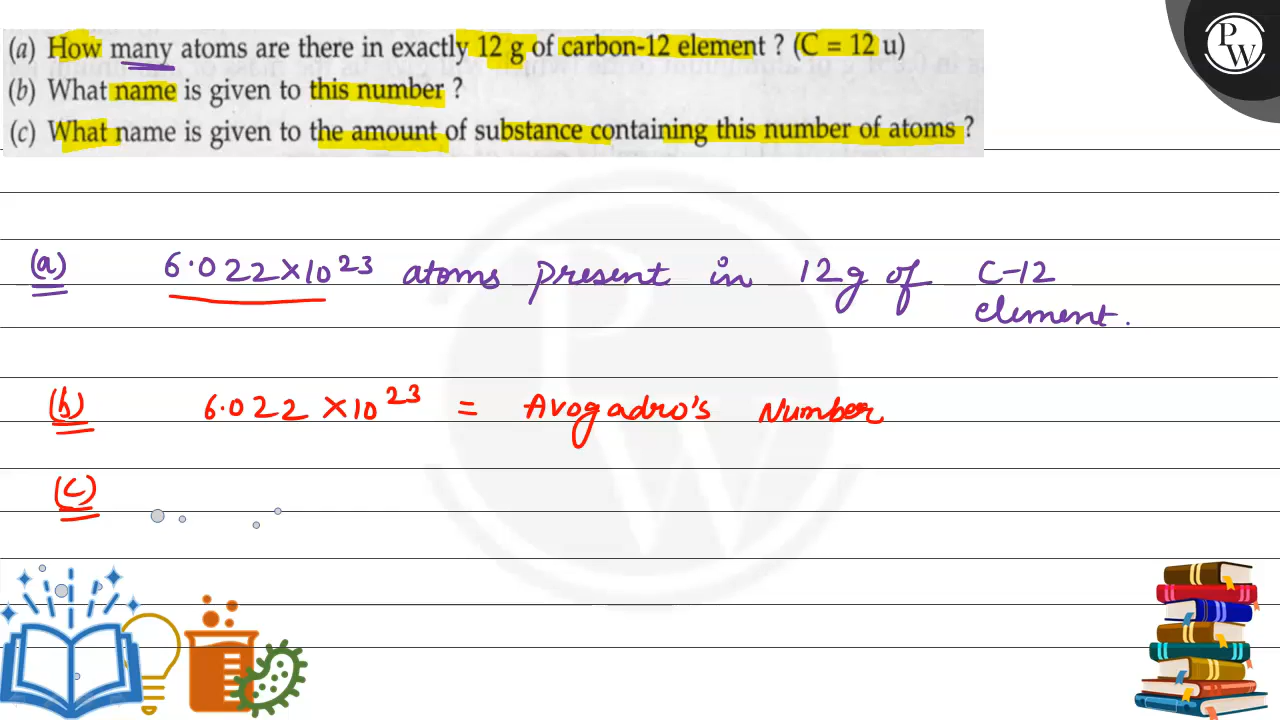 (a) How many atoms are there in exactly 12 g of carbon-12 element ? (C = 12 u)
(b) What name is given to this number ?
(c) What name is given to the amount of substance containing this number of atoms ?
PW
(a) 6.022×10²³ atoms present in 12g of C-12
element.
(b) 6.022 ×10²³ = Avogadro's Number
(c)
PW